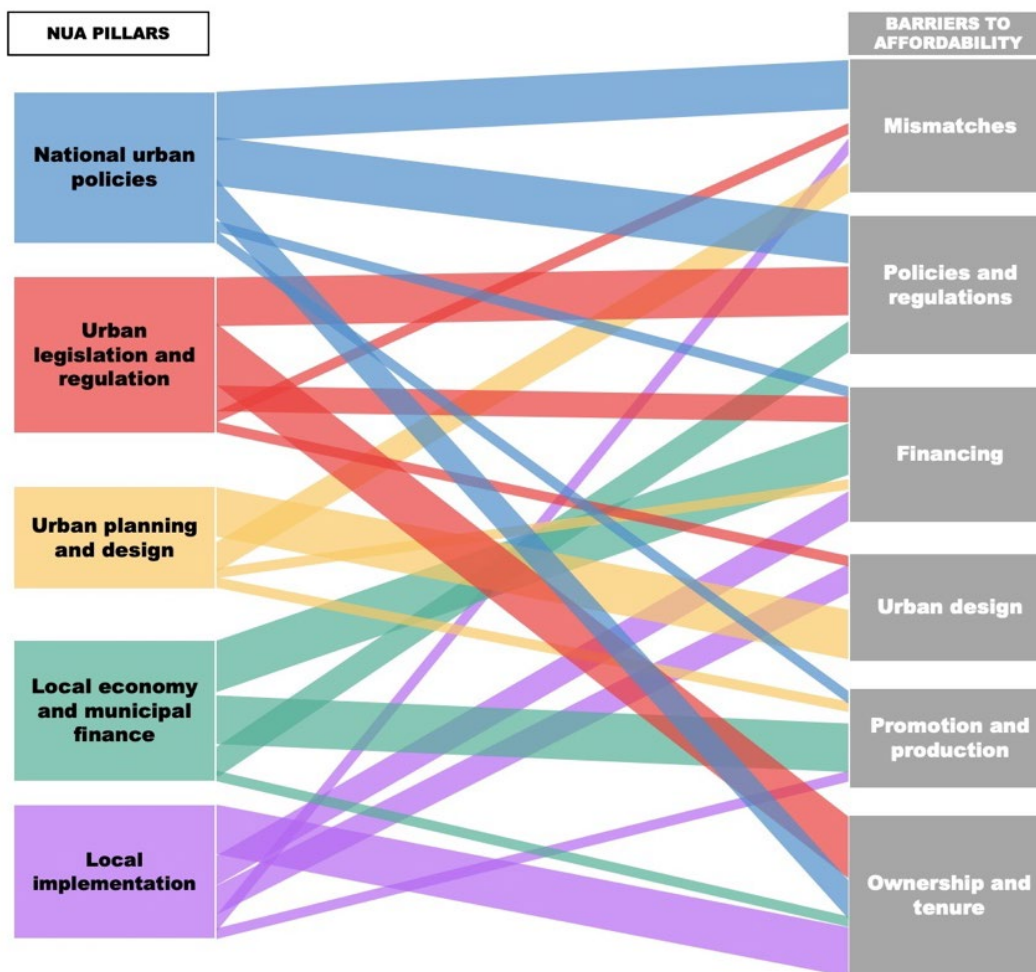 NUA PILLARS
BARRIERS TO
AFFORDABILITY
National urban
policies
Urban
legislation and
regulation
Urban planning
and design
Local economy
and municipal
finance
Local
implementation
Mismatches
Policies and
regulations
Financing
Urban design
Promotion and
production
Ownership and
tenure